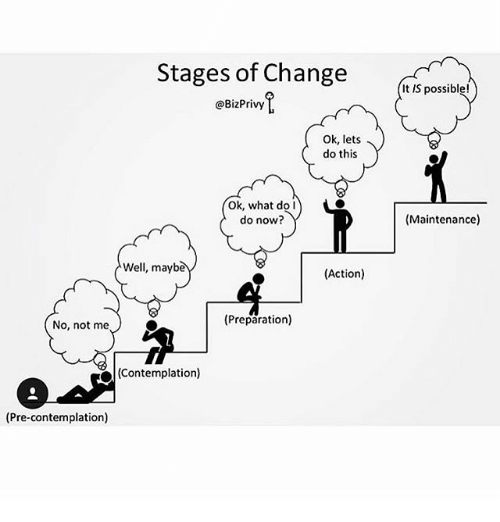 Stages of Change
@BizPrivy
It IS possible!
(Maintenance)
Ok, lets
do this
(Action)
Ok, what do I
do now?
(Preparation)
Well, maybe
(Contemplation)
No, not me
(Pre-contemplation)